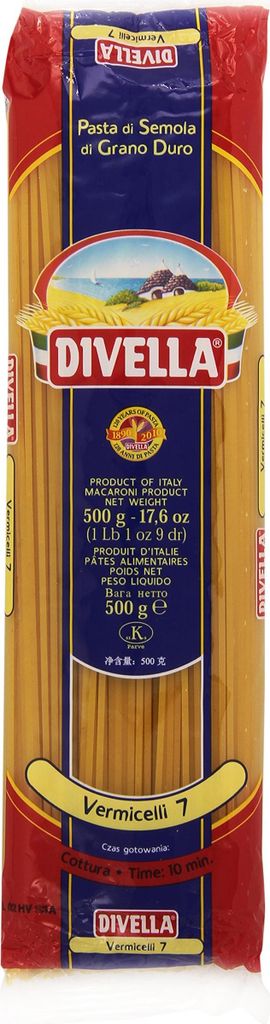 Vermicelli 7
DIVELLA
Pasta di Semola
di Grano Duro
DIVELLA®
120 YEARS OF PASTA
1890 2010
DIVELLA
120 ANNI DI PASTA
PRODUCT OF ITALY
MACARONI PRODUCT
NET WEIGHT
500 g - 17,6 oz
(1 Lb 1 oz 9 dr)
PRODUIT D'ITALIE
PÂTES ALIMENTAIRES
POIDS NET
PESO LIQUIDO
Вага нетто
500 g e
K
Parve
净含量: 500 克
DIVELLA
Vermicelli 7
DIVELLA
Vermicelli 7
Vermicelli 7
Czas gotowania:
Cottura • Time: 10 min.
DIVELLA
Vermicelli 7